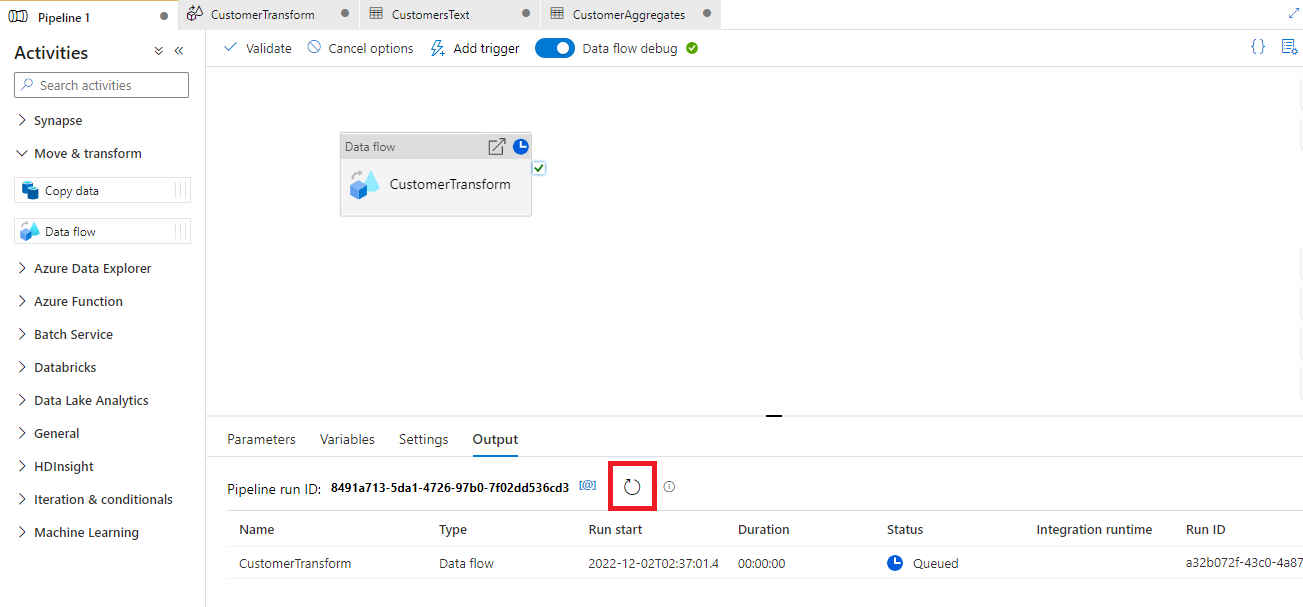 Pipeline 1
CustomerTransform
CustomersText
CustomerAggregates
Activities
Search activities
Synapse
Move & transform
Copy data
Data flow
Azure Data Explorer
Azure Function
Batch Service
Databricks
Data Lake Analytics
General
HDInsight
Iteration & conditionals
Machine Learning
Validate
Cancel options
Add trigger
Data flow debug
{}
Data flow
CustomerTransform
Parameters
Variables
Settings
Output
Pipeline run ID: 8491a713-5da1-4726-97b0-7f02dd536cd3 [@]
Name Type Run start Duration Status Integration runtime Run ID
CustomerTransform Data flow 2022-12-02T02:37:01.4 00:00:00 Queued a32b072f-43c0-4a87